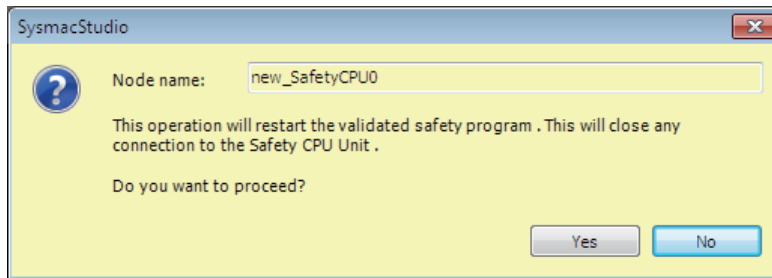 SysmacStudio
Node name: new_SafetyCPU0
This operation will restart the validated safety program . This will close any
connection to the Safety CPU Unit .
Do you want to proceed?
Yes No